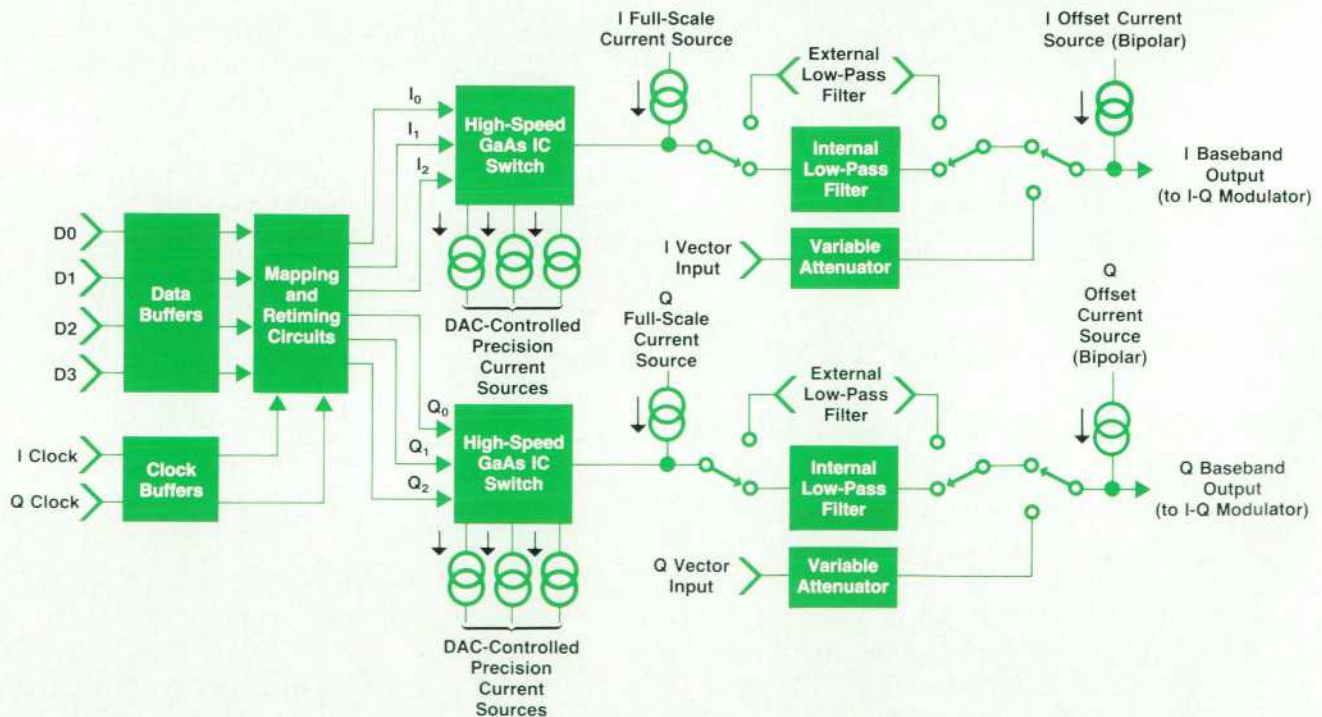 I Full-Scale
Current Source
I Offset Current
Source (Bipolar)
External
Low-Pass
Filter
I₀
I₁
I₂
High-Speed
GaAs IC
Switch
Internal
Low-Pass
Filter
I Baseband
Output
(to I-Q Modulator)
D0
D1
D2
D3
Data
Buffers
Mapping
and
Retiming
Circuits
I Vector
Input
Variable
Attenuator
DAC-Controlled
Precision
Current
Sources
Q
Full-Scale
Current
Source
Q
Offset
Current
Source
(Bipolar)
External
Low-Pass
Filter
I Clock
Q Clock
Clock
Buffers
Q₀
Q₁
Q₂
High-Speed
GaAs IC
Switch
Internal
Low-Pass
Filter
Q Baseband
Output
(to I-Q Modulator)
Q Vector
Input
Variable
Attenuator
DAC-Controlled
Precision
Current
Sources